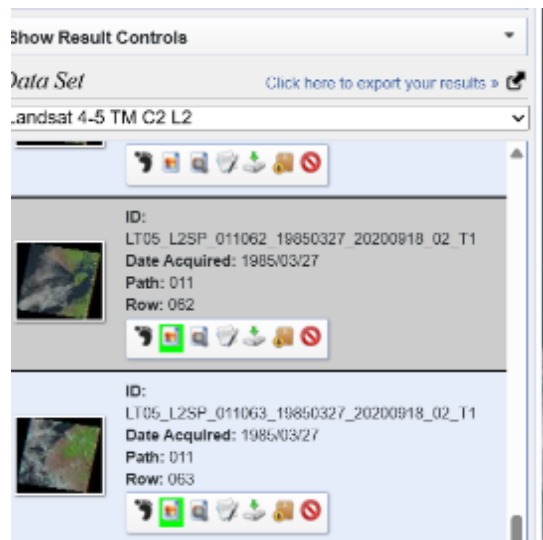 Show Result Controls
Data Set
Click here to export your results »
Landsat 4-5 TM C2 L2
ID:
LT05_L2SP_011062_19850327_20200918_02_T1
Date Acquired: 1985/03/27
Path: 011
Row: 062
ID:
LT05_L2SP_011063_19850327_20200918_02_T1
Date Acquired: 1985/03/27
Path: 011
Row: 063